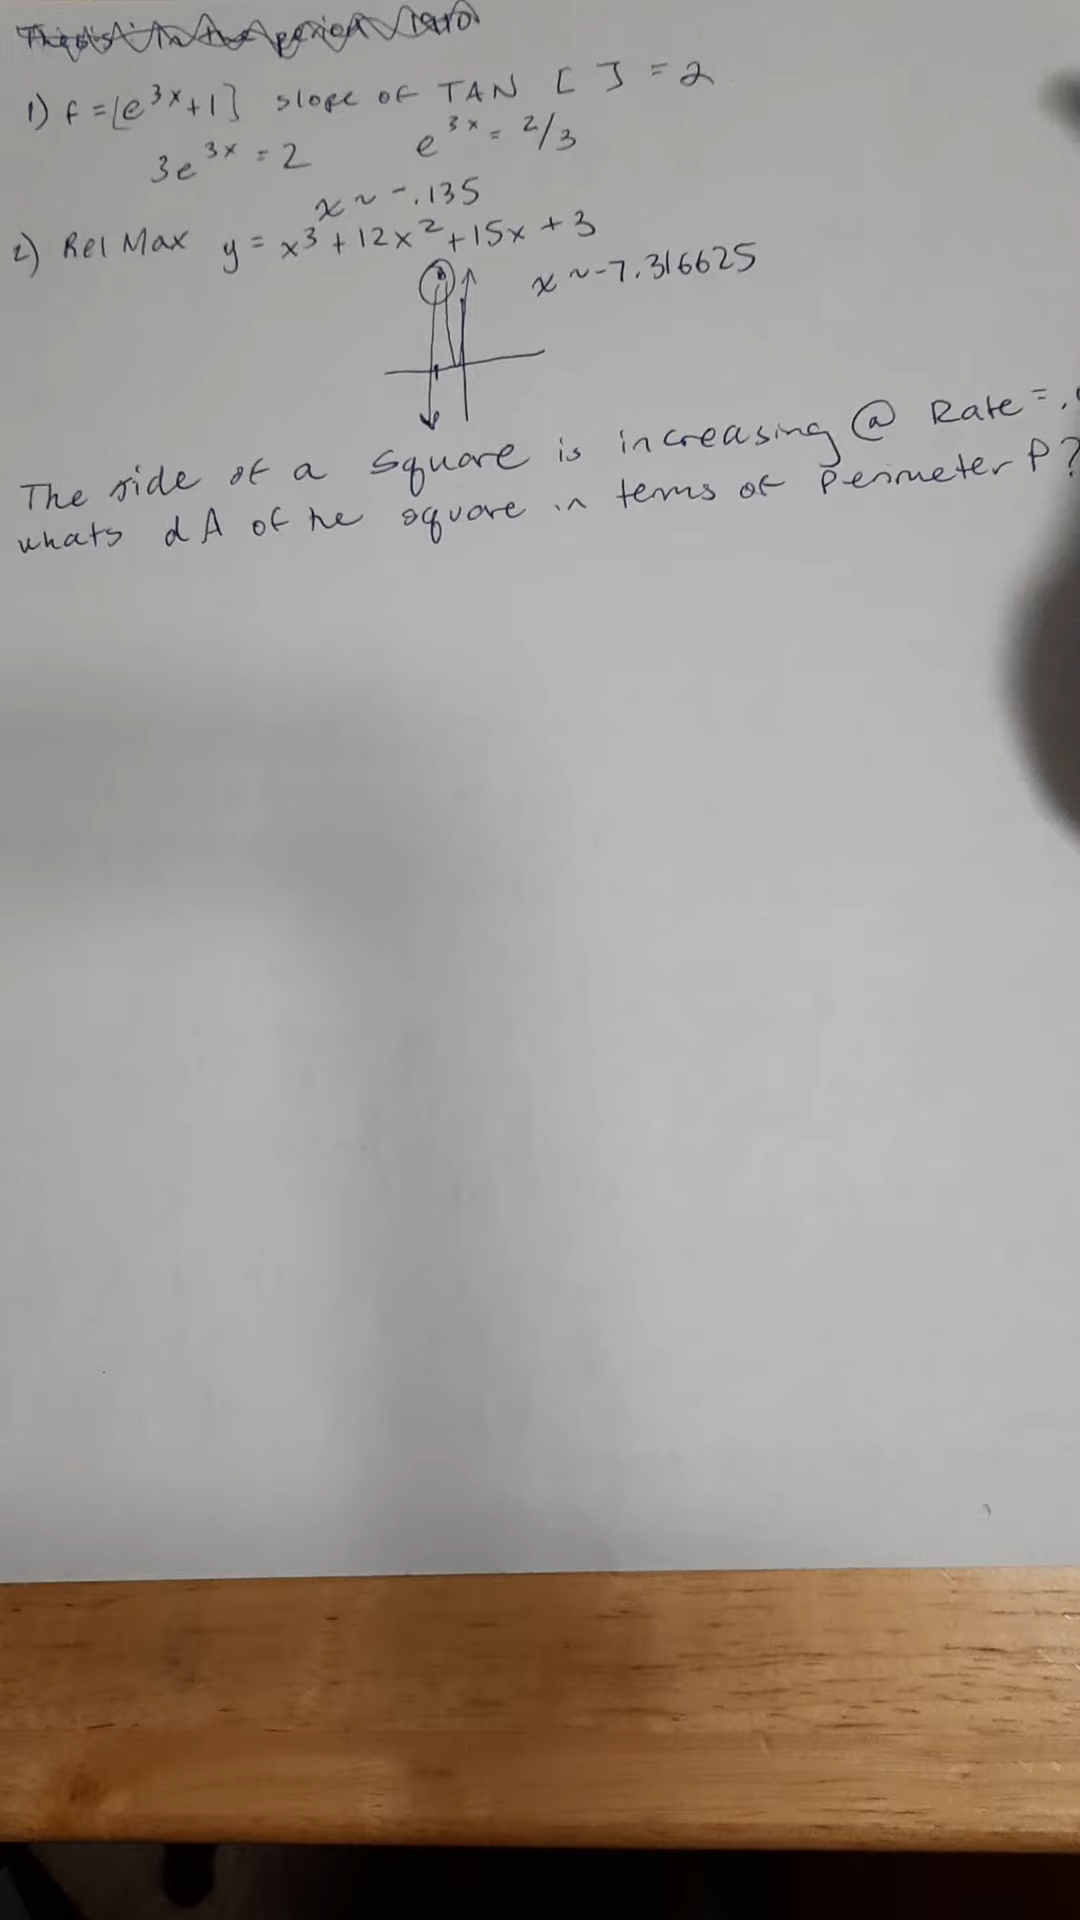 1) f = [e^3x + 1] slope of TAN [ ] = 2
3e^3x = 2 e^3x = 2/3
x ~ -.135
2) Rel Max y = x^3 + 12x^2 + 15x + 3
x ~ -7.316625
The side of a square is increasing @ Rate = .
whats dA of he square in terms of Perimeter P?